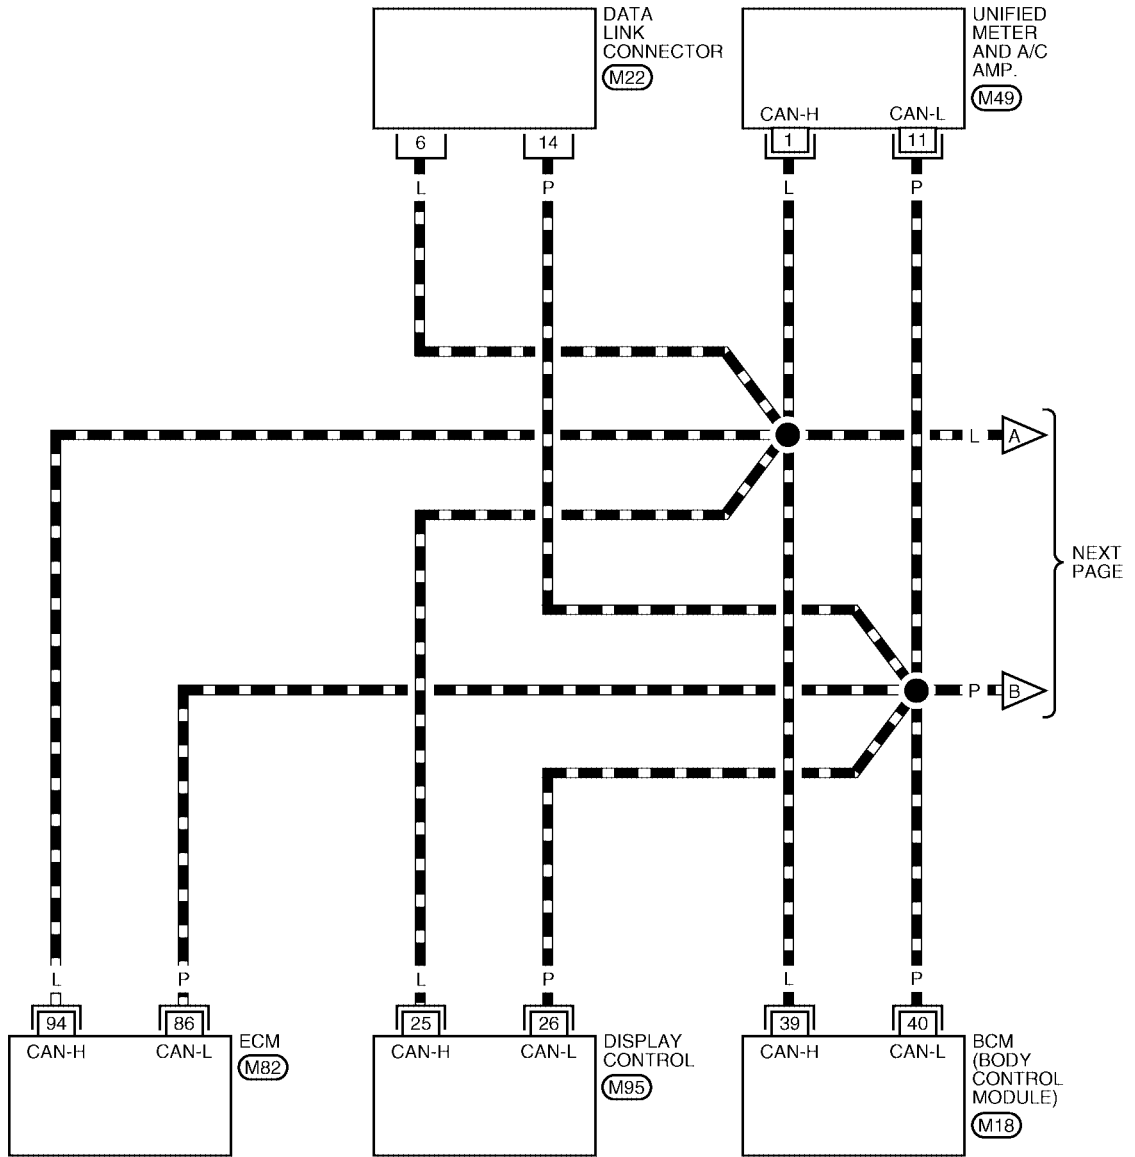 DATA
LINK
CONNECTOR
M22
6
14
L
P
UNIFIED
METER
AND A/C
AMP.
M49
CAN-H
CAN-L
1
11
L
P
L
A
NEXT
PAGE
P
B
L
P
94
86
CAN-H
CAN-L
ECM
M82
L
P
25
26
CAN-H
CAN-L
DISPLAY
CONTROL
M95
L
P
39
40
CAN-H
CAN-L
BCM
(BODY
CONTROL
MODULE)
M18